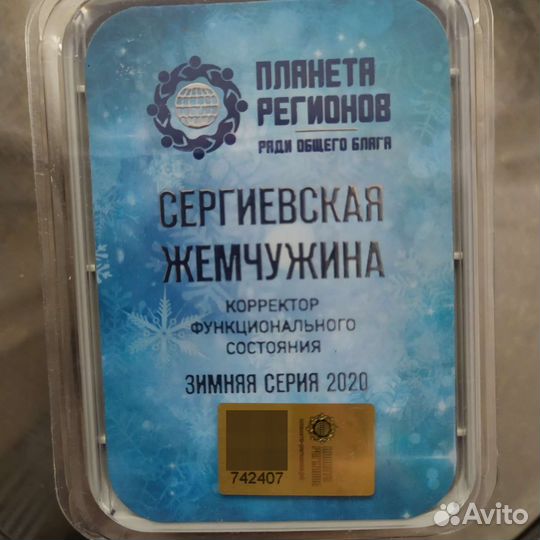 ПЛАНЕТА
РЕГИОНОВ
РАДИ ОБЩЕГО БЛАГА
СЕРГИЕВСКАЯ
ЖЕМЧУЖИНА
КОРРЕКТОР
ФУНКЦИОНАЛЬНОГО
СОСТОЯНИЯ
ЗИМНЯЯ СЕРИЯ 2020
742407
Avito